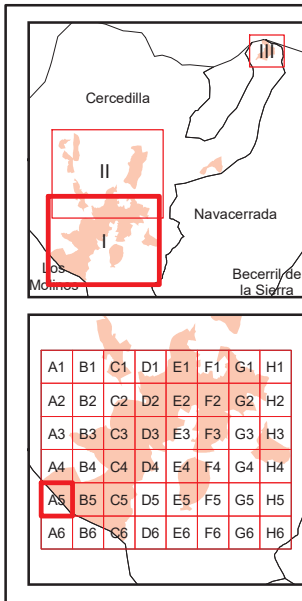 III
Cercedilla
II
Navacerrada
I
Los
Molinos
Becerril de
la Sierra
A1 B1 C1 D1 E1 F1 G1 H1
A2 B2 C2 D2 E2 F2 G2 H2
A3 B3 C3 D3 E3 F3 G3 H3
A4 B4 C4 D4 E4 F4 G4 H4
A5 B5 C5 D5 E5 F5 G5 H5
A6 B6 C6 D6 E6 F6 G6 H6